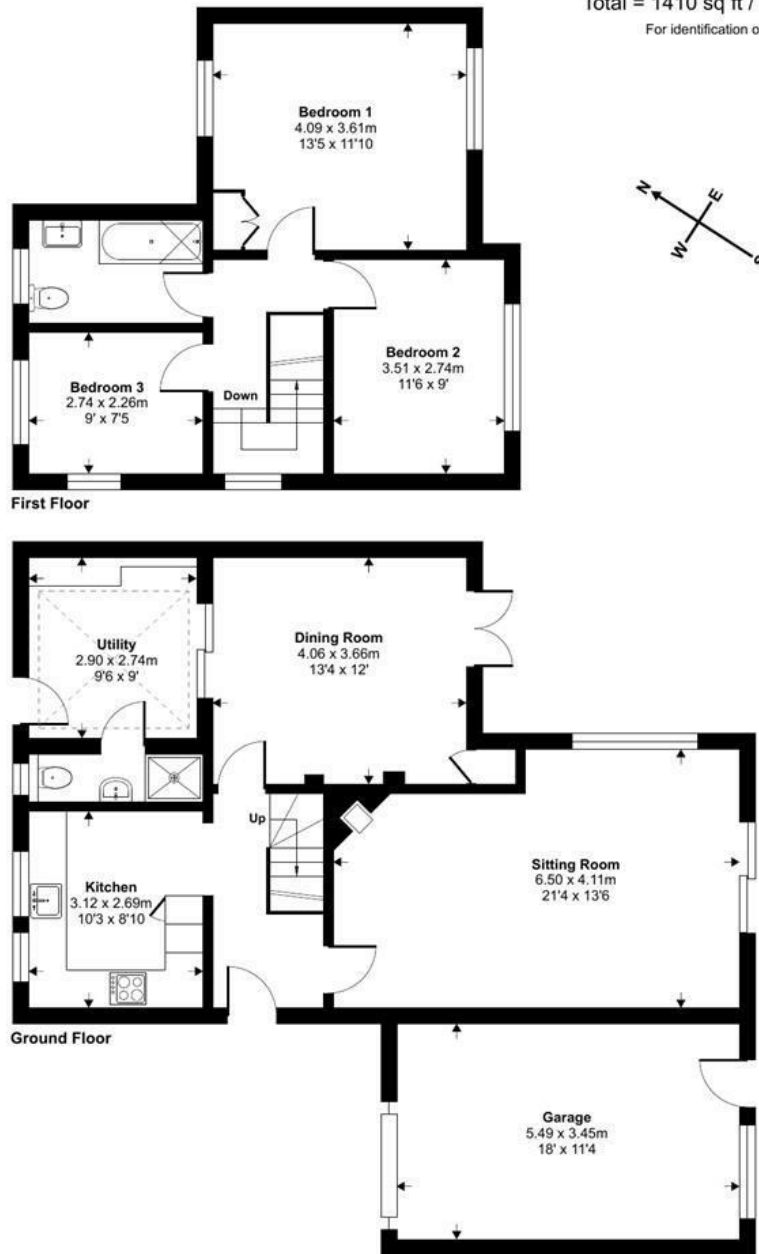 Total = 1410 sq ft /
For identification o
Bedroom 1
4.09 x 3.61m
13'5 x 11'10
N
E
W
S
Bedroom 2
3.51 x 2.74m
11'6 x 9'
Bedroom 3
2.74 x 2.26m
9' x 7'5
Down
First Floor
Utility
2.90 x 2.74m
9'6 x 9'
Dining Room
4.06 x 3.66m
13'4 x 12'
Up
Kitchen
3.12 x 2.69m
10'3 x 8'10
Sitting Room
6.50 x 4.11m
21'4 x 13'6
Ground Floor
Garage
5.49 x 3.45m
18' x 11'4